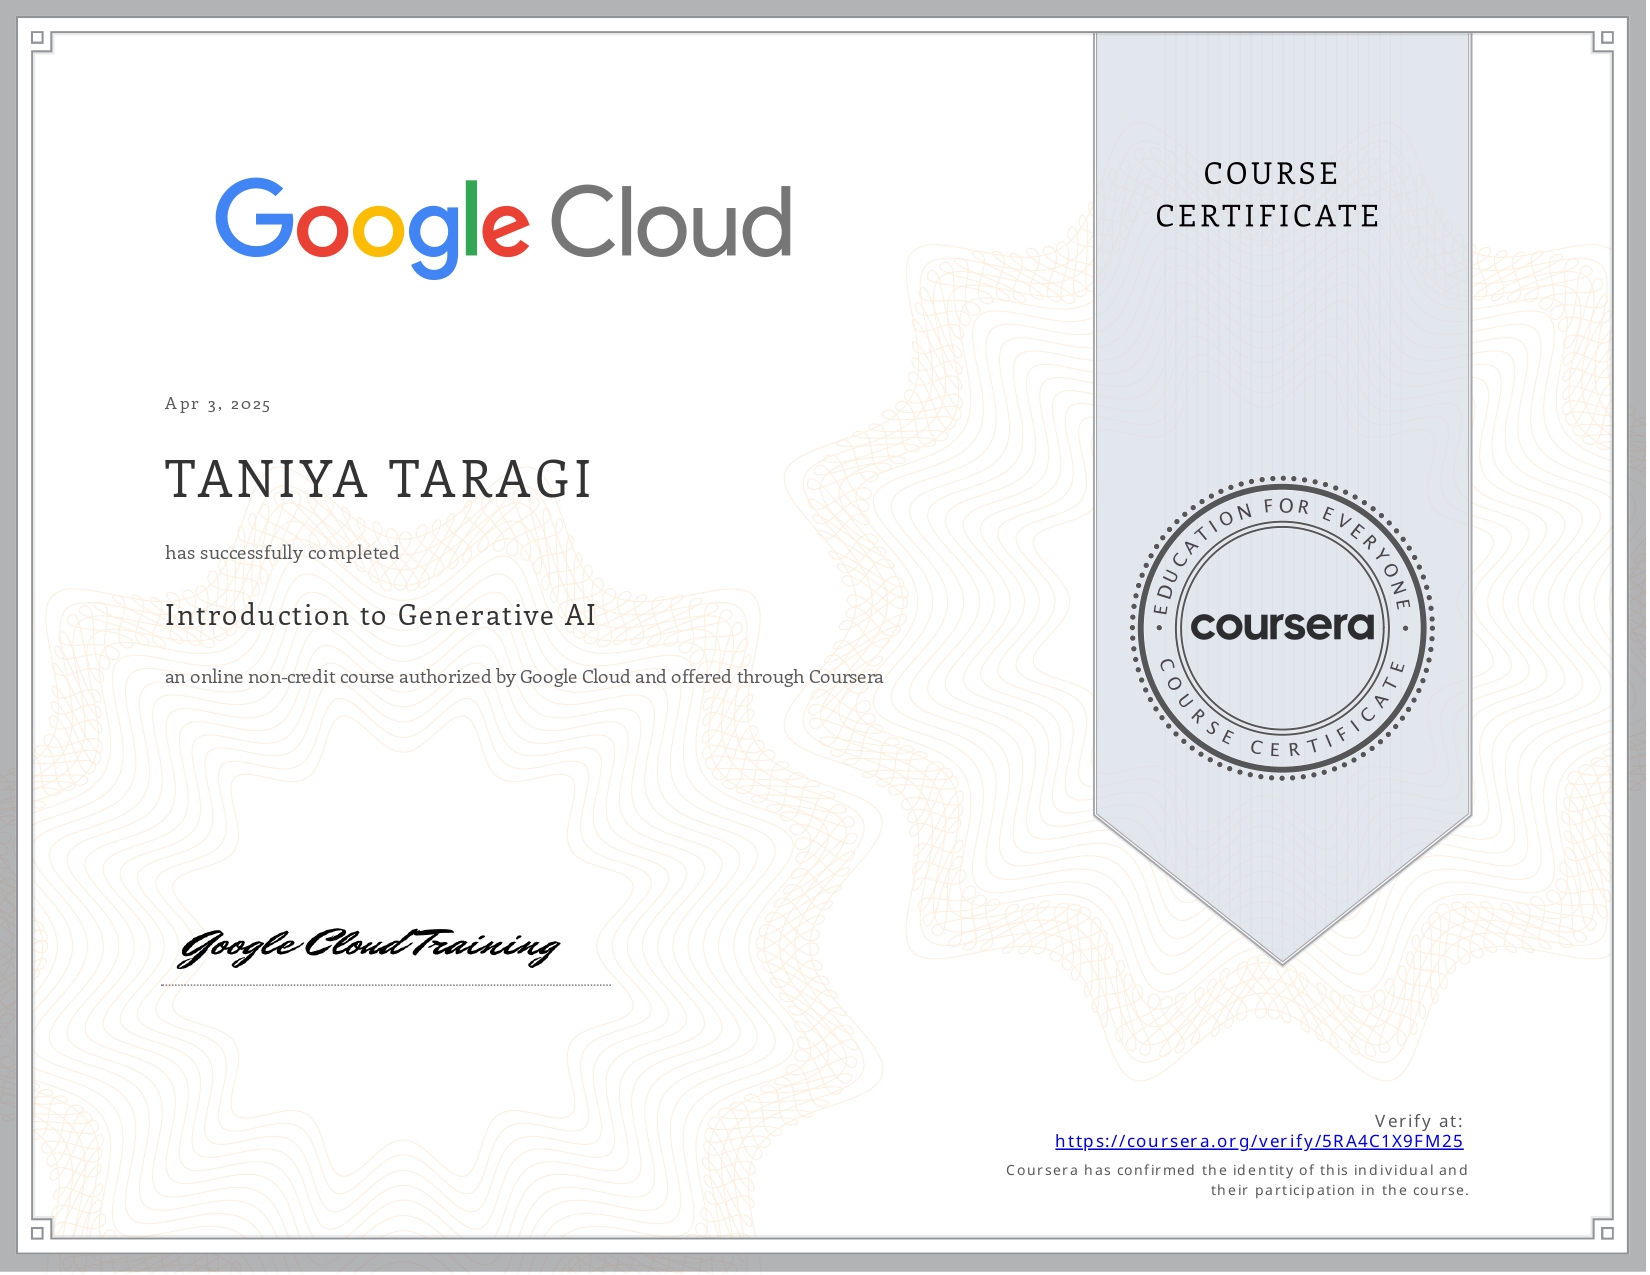 Google Cloud
COURSE
CERTIFICATE
Apr 3, 2025
TANIYA TARAGI
has successfully completed
Introduction to Generative AI
an online non-credit course authorized by Google Cloud and offered through Coursera
EDUCATION FOR EVERYONE
coursera
COURSE CERTIFICATE
Google Cloud Training
Verify at:
https://coursera.org/verify/5RA4C1X9FM25
Coursera has confirmed the identity of this individual and
their participation in the course.